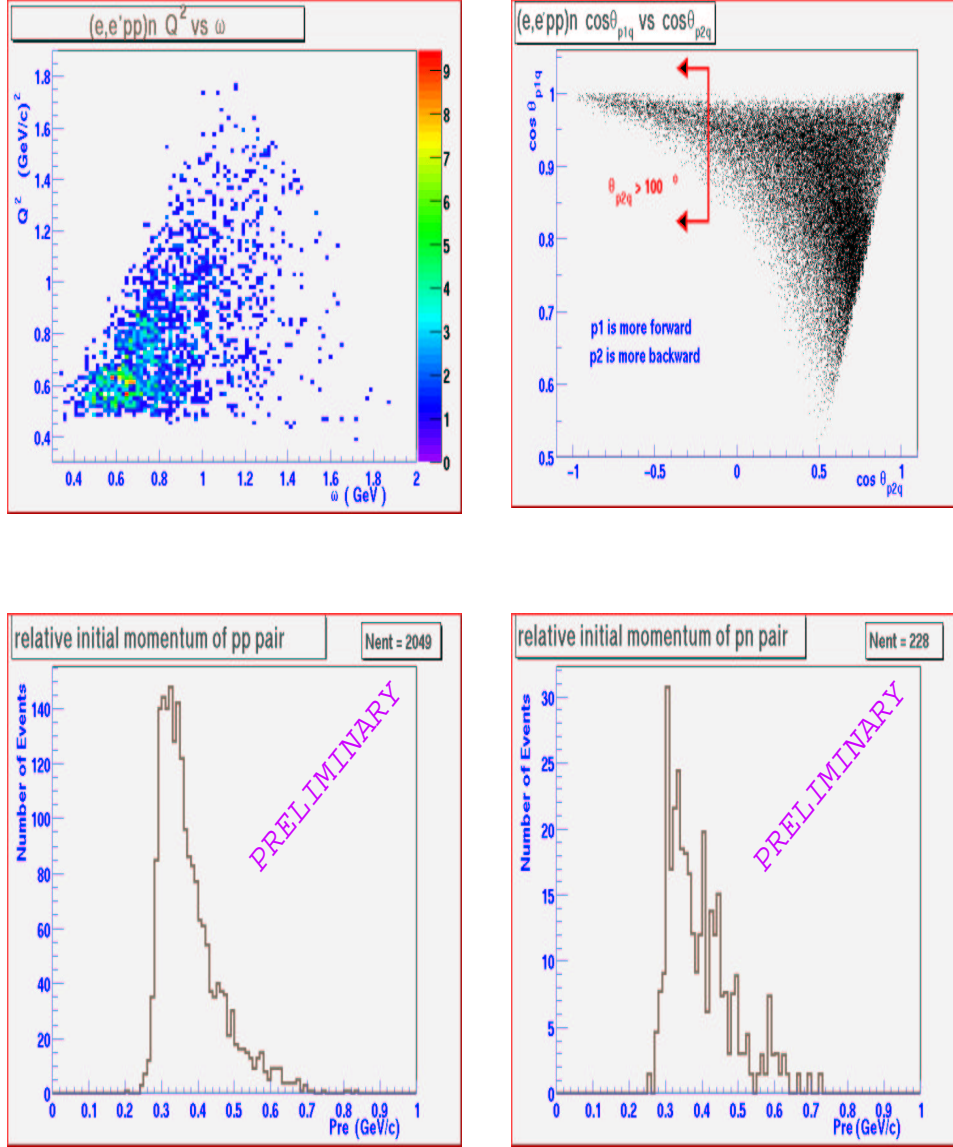 (e,e'pp)n Q² vs ω
Q² (GeV/c)²
1.8
1.6
1.4
1.2
1
0.8
0.6
0.4
0.4 0.6 0.8 1 1.2 1.4 1.6 1.8 2
ω ( GeV )
9
8
7
6
5
4
3
2
1
0
(e,e'pp)n cosθp1q vs cosθp2q
cos θp1q
1
0.9
0.8
0.7
0.6
0.5
θp2q > 100 °
p1 is more forward
p2 is more backward
−1 −0.5 0 0.5 1
cos θp2q
relative initial momentum of pp pair
Nent = 2049
PRELIMINARY
Number of Events
140
120
100
80
60
40
20
0
0 0.1 0.2 0.3 0.4 0.5 0.6 0.7 0.8 0.9 1
Pre (GeV/c)
relative initial momentum of pn pair
Nent = 228
PRELIMINARY
Number of Events
30
25
20
15
10
5
0
0 0.1 0.2 0.3 0.4 0.5 0.6 0.7 0.8 0.9 1
Pre (GeV/c)